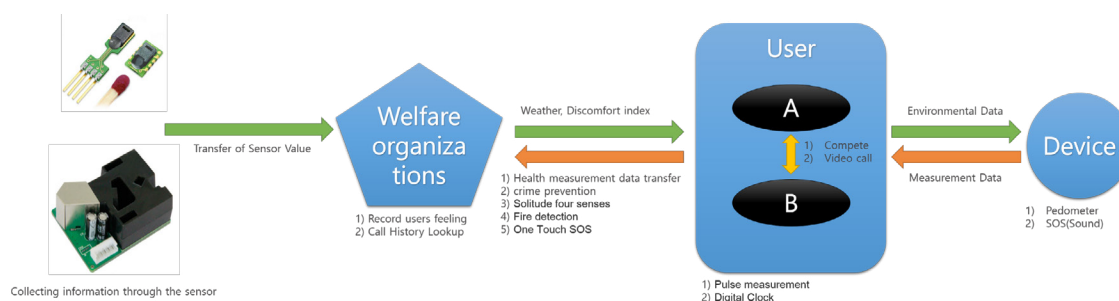 Collecting information through the sensor
Transfer of Sensor Value
Welfare
organiza
tions
1) Record users feeling
2) Call History Lookup
Weather, Discomfort index
1) Health measurement data transfer
2) crime prevention
3) Solitude four senses
4) Fire detection
5) One Touch SOS
User
A
1) Compete
2) Video call
B
1) Pulse measurement
2) Digital Clock
Environmental Data
Measurement Data
Device
1) Pedometer
2) SOS(Sound)